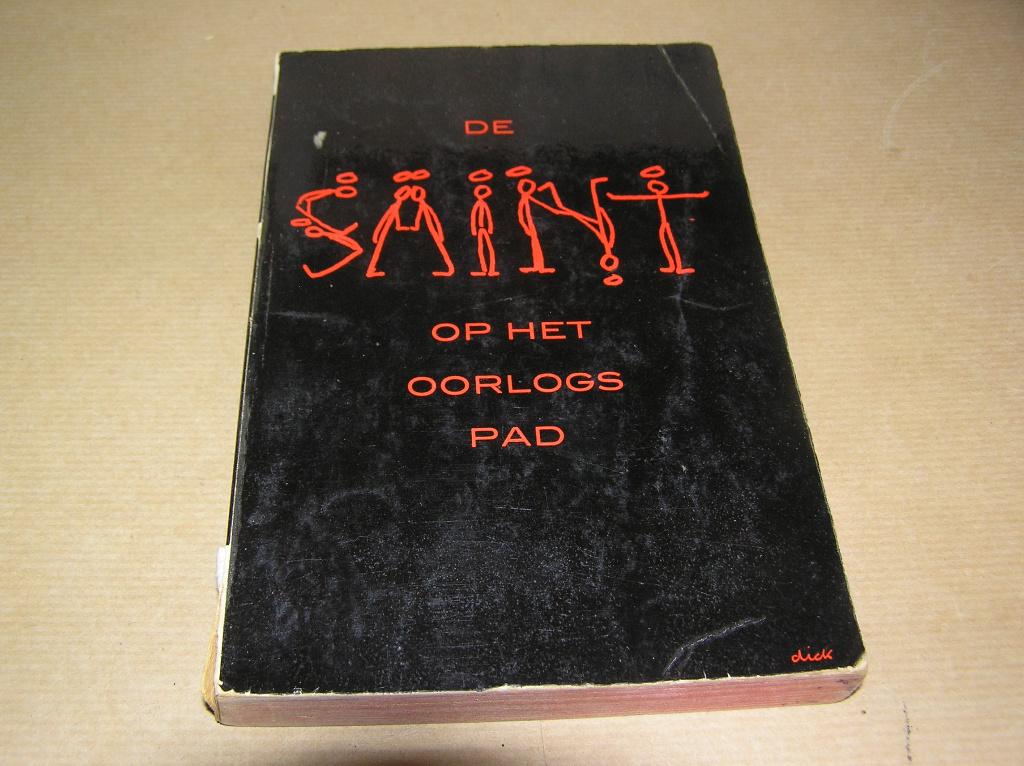 DE
SAINT
OP HET
OORLOGS
PAD
dick